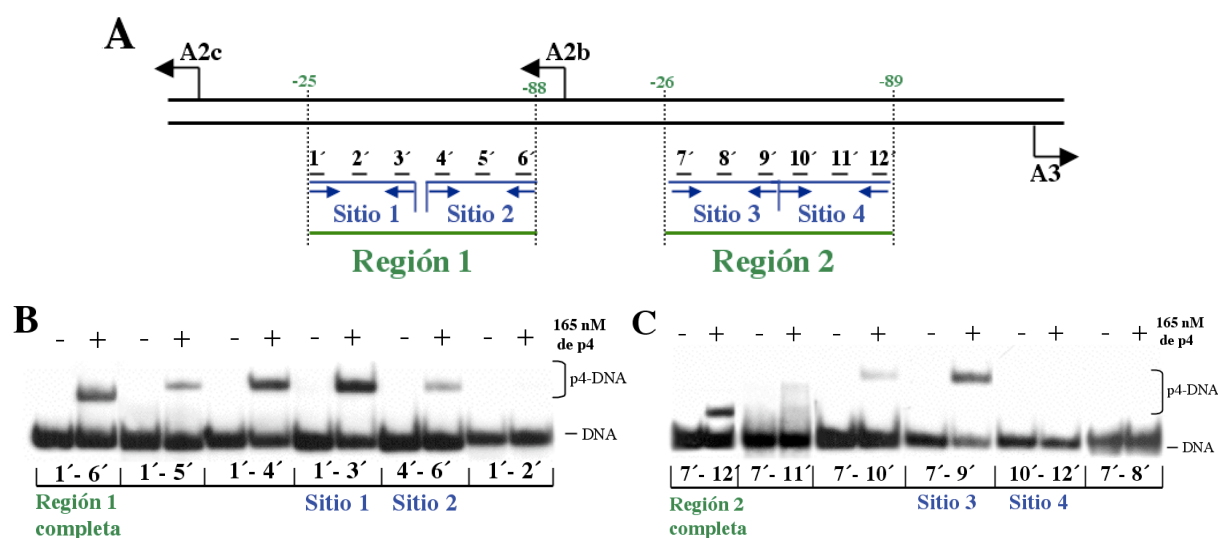 A
A2c
A2b
-25
-88
-26
-89
A3
1´ 2´ 3´ 4´ 5´ 6´
7´ 8´ 9´ 10´ 11´ 12´
Sitio 1
Sitio 2
Sitio 3
Sitio 4
Región 1
Región 2
B
- + - + - + - + - + - +
165 nM
de p4
p4-DNA
DNA
1´- 6´ 1´- 5´ 1´- 4´ 1´- 3´ 4´- 6´ 1´- 2´
Región 1
completa
Sitio 1
Sitio 2
C
- + - + - + - + - + - +
165 nM
de p4
p4-DNA
DNA
7´- 12´ 7´- 11´ 7´- 10´ 7´- 9´ 10´- 12´ 7´- 8´
Región 2
completa
Sitio 3
Sitio 4